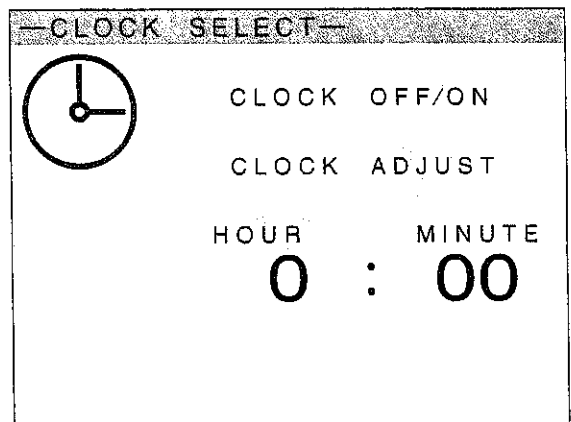 —CLOCK SELECT—
CLOCK OFF/ON
CLOCK ADJUST
HOUR MINUTE
0 : 00